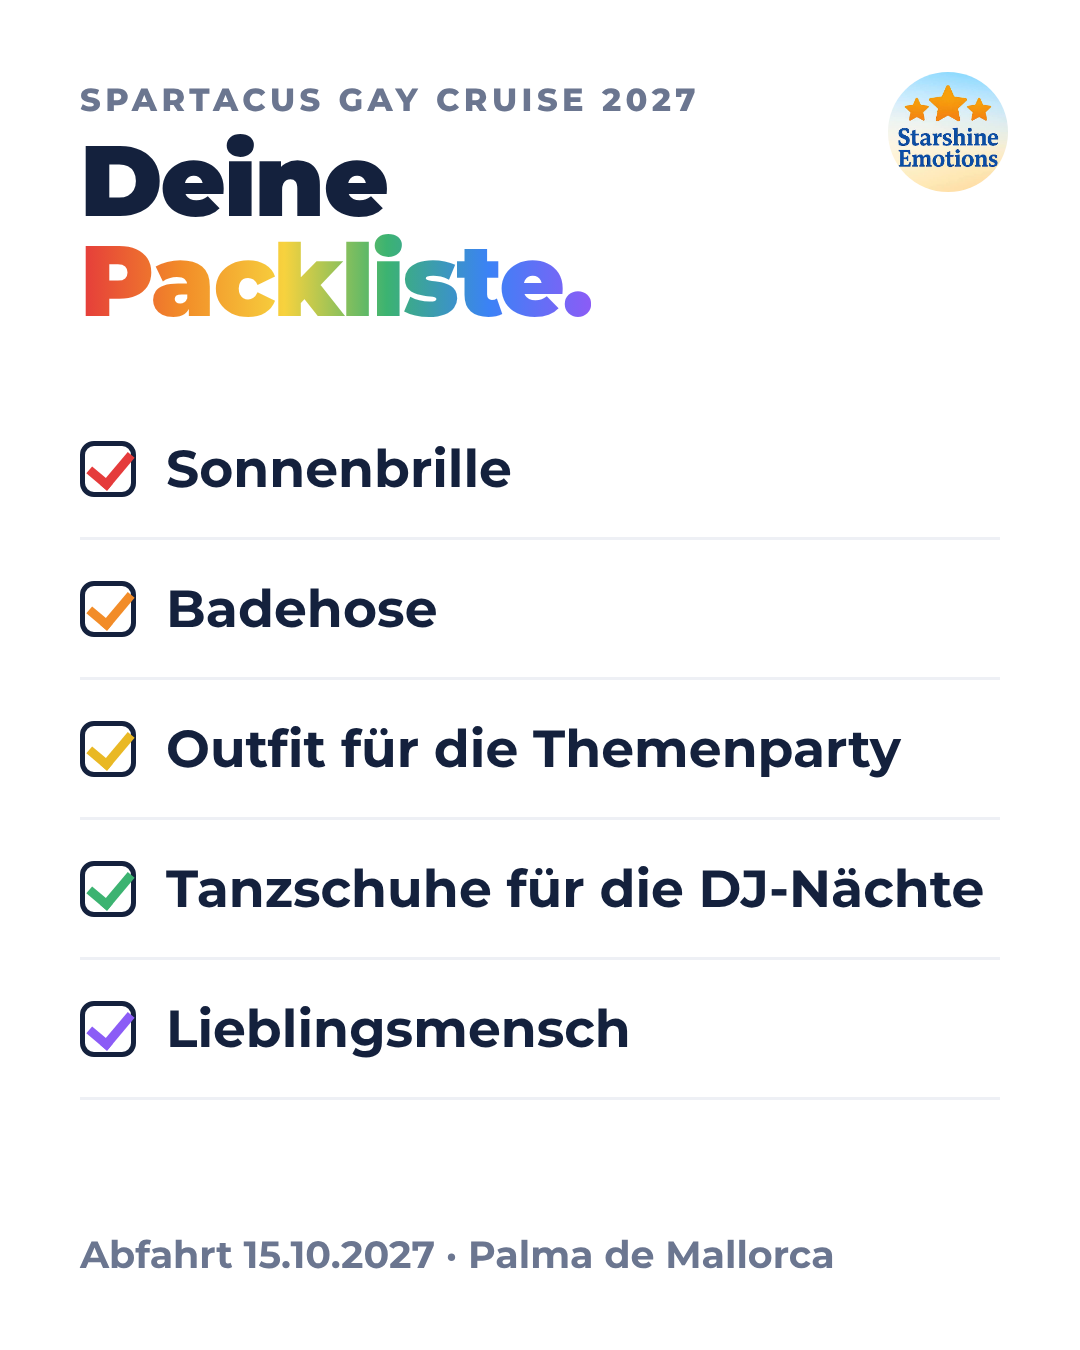 SPARTACUS GAY CRUISE 2027
Starshine
Emotions
Deine
Packliste.
Sonnenbrille
Badehose
Outfit für die Themenparty
Tanzschuhe für die DJ-Nächte
Lieblingsmensch
Abfahrt 15.10.2027 · Palma de Mallorca